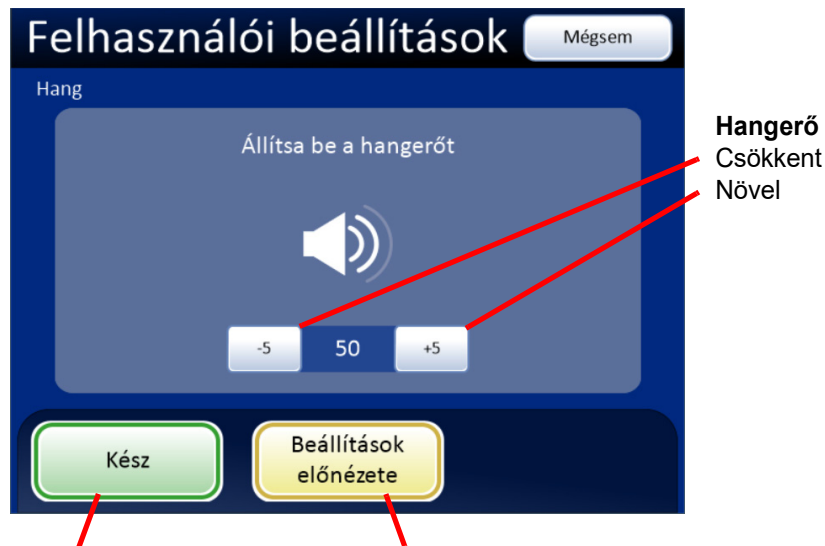 Felhasználói beállítások
Mégsem
Hang
Állítsa be a hangerőt
-5
50
+5
Kész
Beállítások
előnézete
Hangerő
Csökkent
Növel